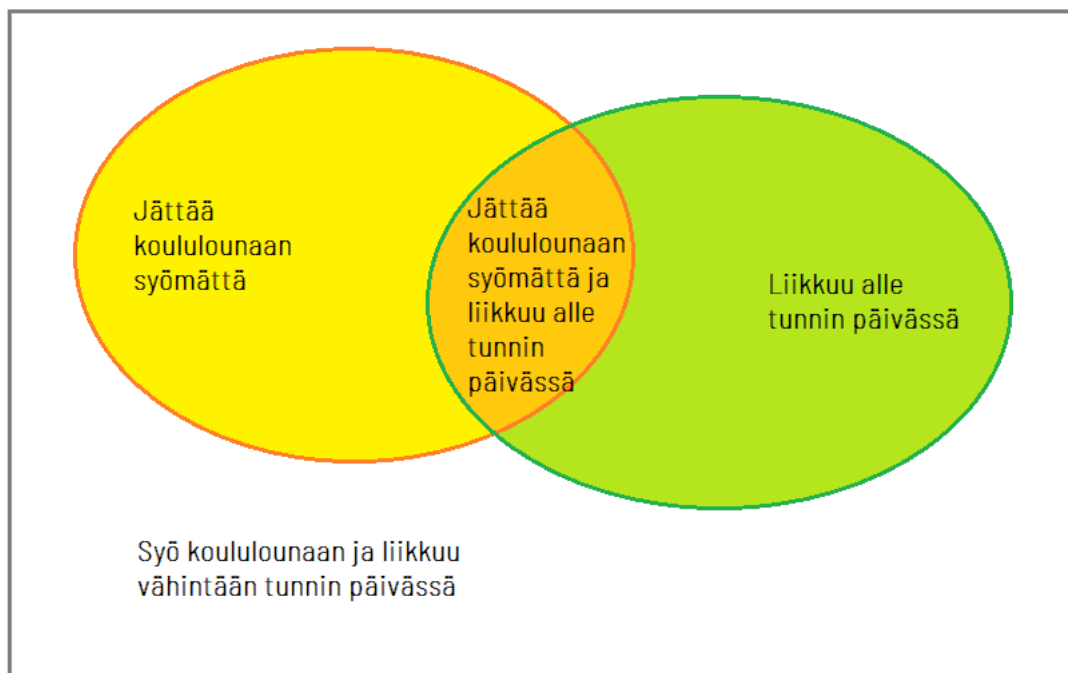 Jättää
koululounaan
syömättä
Jättää
koululounaan
syömättä ja
liikkuu alle
tunnin
päivässä
Liikkuu alle
tunnin päivässä
Syö koululounaan ja liikkuu
vähintään tunnin päivässä